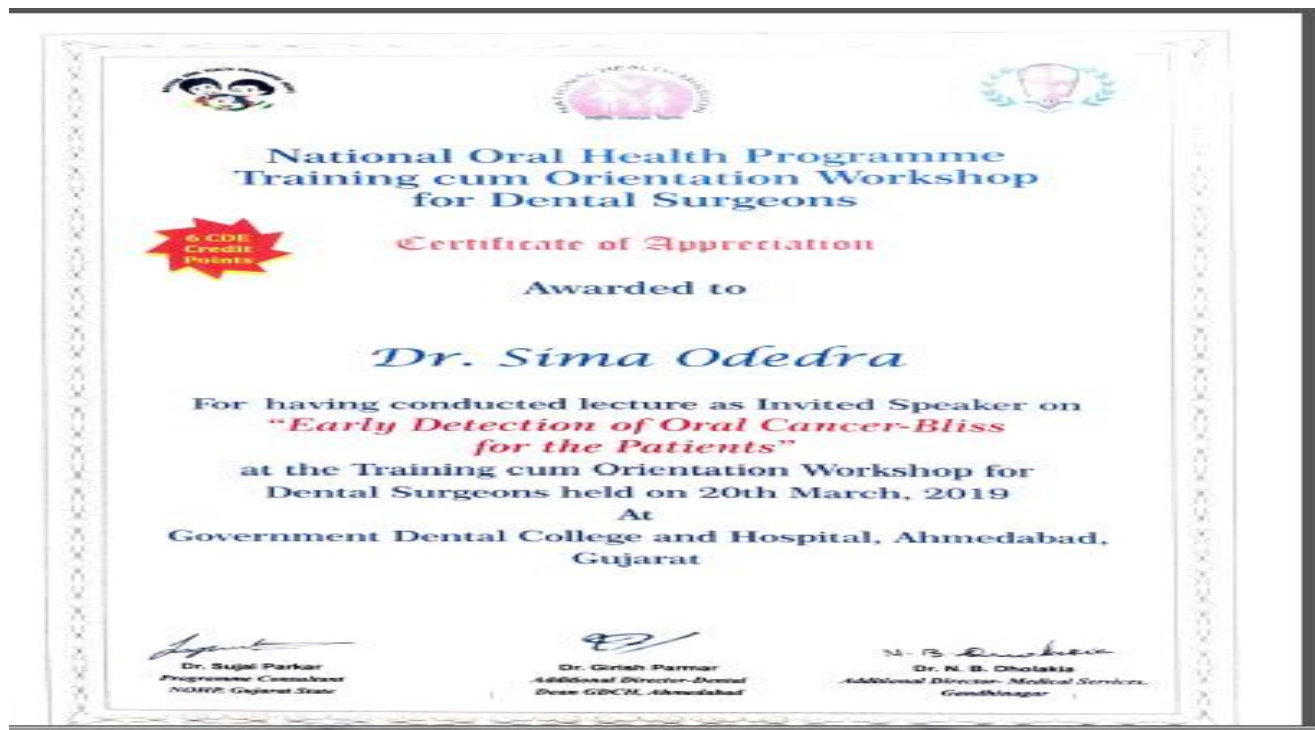 NATIONAL HEALTH MISSION
National Oral Health Programme
Training cum Orientation Workshop
for Dental Surgeons
6 CDE
Credit
Points
Certificate of Appreciation
Awarded to
Dr. Sima Odedra
For having conducted lecture as Invited Speaker on
"Early Detection of Oral Cancer-Bliss
for the Patients"
at the Training cum Orientation Workshop for
Dental Surgeons held on 20th March, 2019
At
Government Dental College and Hospital, Ahmedabad,
Gujarat
Dr. Sujal Parkar
Programme Consultant
NOHP, Gujarat State
Dr. Girish Parmar
Additional Director-Dental
Dean GDCH, Ahmedabad
N. B. Dholakia
Dr. N. B. Dholakia
Additional Director- Medical Services,
Gandhinagar